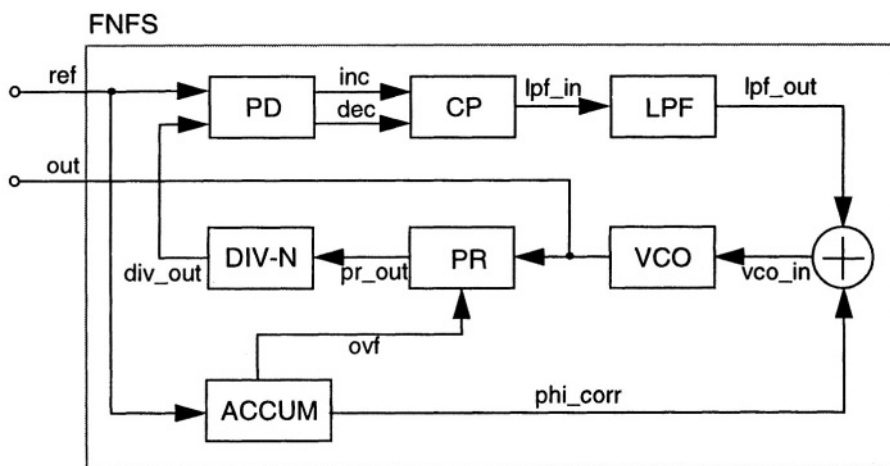 FNFS
ref
inc
lpf_in
lpf_out
PD
CP
LPF
dec
out
DIV-N
PR
VCO
div_out
pr_out
vco_in
ovf
ACCUM
phi_corr